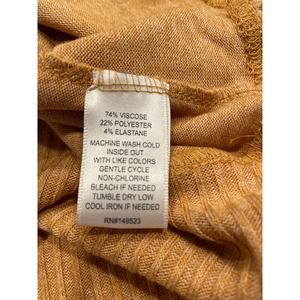 74% VISCOSE
22% POLYESTER
4% ELASTANE
MACHINE WASH COLD
INSIDE OUT
WITH LIKE COLORS
GENTLE CYCLE
NON-CHLORINE
BLEACH IF NEEDED
TUMBLE DRY LOW
COOL IRON IF NEEDED
RN#149523